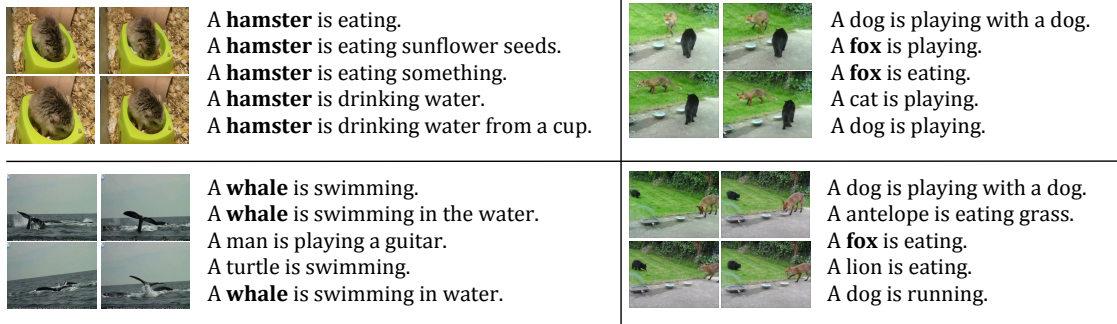 A hamster is eating.
A hamster is eating sunflower seeds.
A hamster is eating something.
A hamster is drinking water.
A hamster is drinking water from a cup.
A dog is playing with a dog.
A fox is playing.
A fox is eating.
A cat is playing.
A dog is playing.
A whale is swimming.
A whale is swimming in the water.
A man is playing a guitar.
A turtle is swimming.
A whale is swimming in water.
A dog is playing with a dog.
A antelope is eating grass.
A fox is eating.
A lion is eating.
A dog is running.